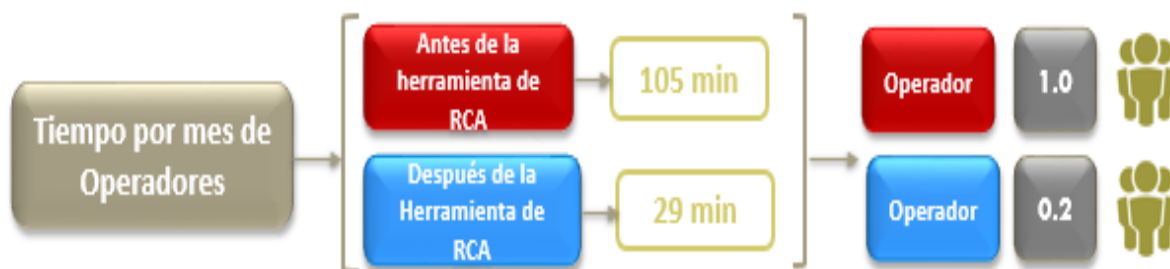 Tiempo por mes de
Operadores
Antes de la
herramienta de
RCA
105 min
Después de la
Herramienta de
RCA
29 min
Operador
1.0
Operador
0.2